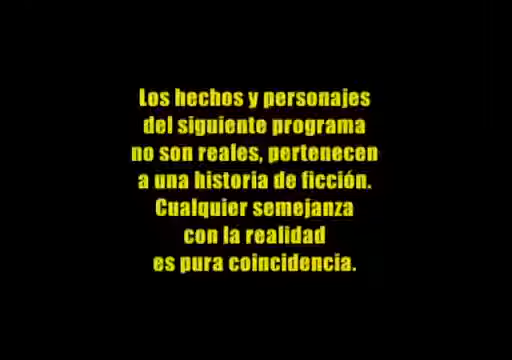 Los hechos y personajes
del siguiente programa
no son reales, pertenecen
a una historia de ficción.
Cualquier semejanza
con la realidad
es pura coincidencia.